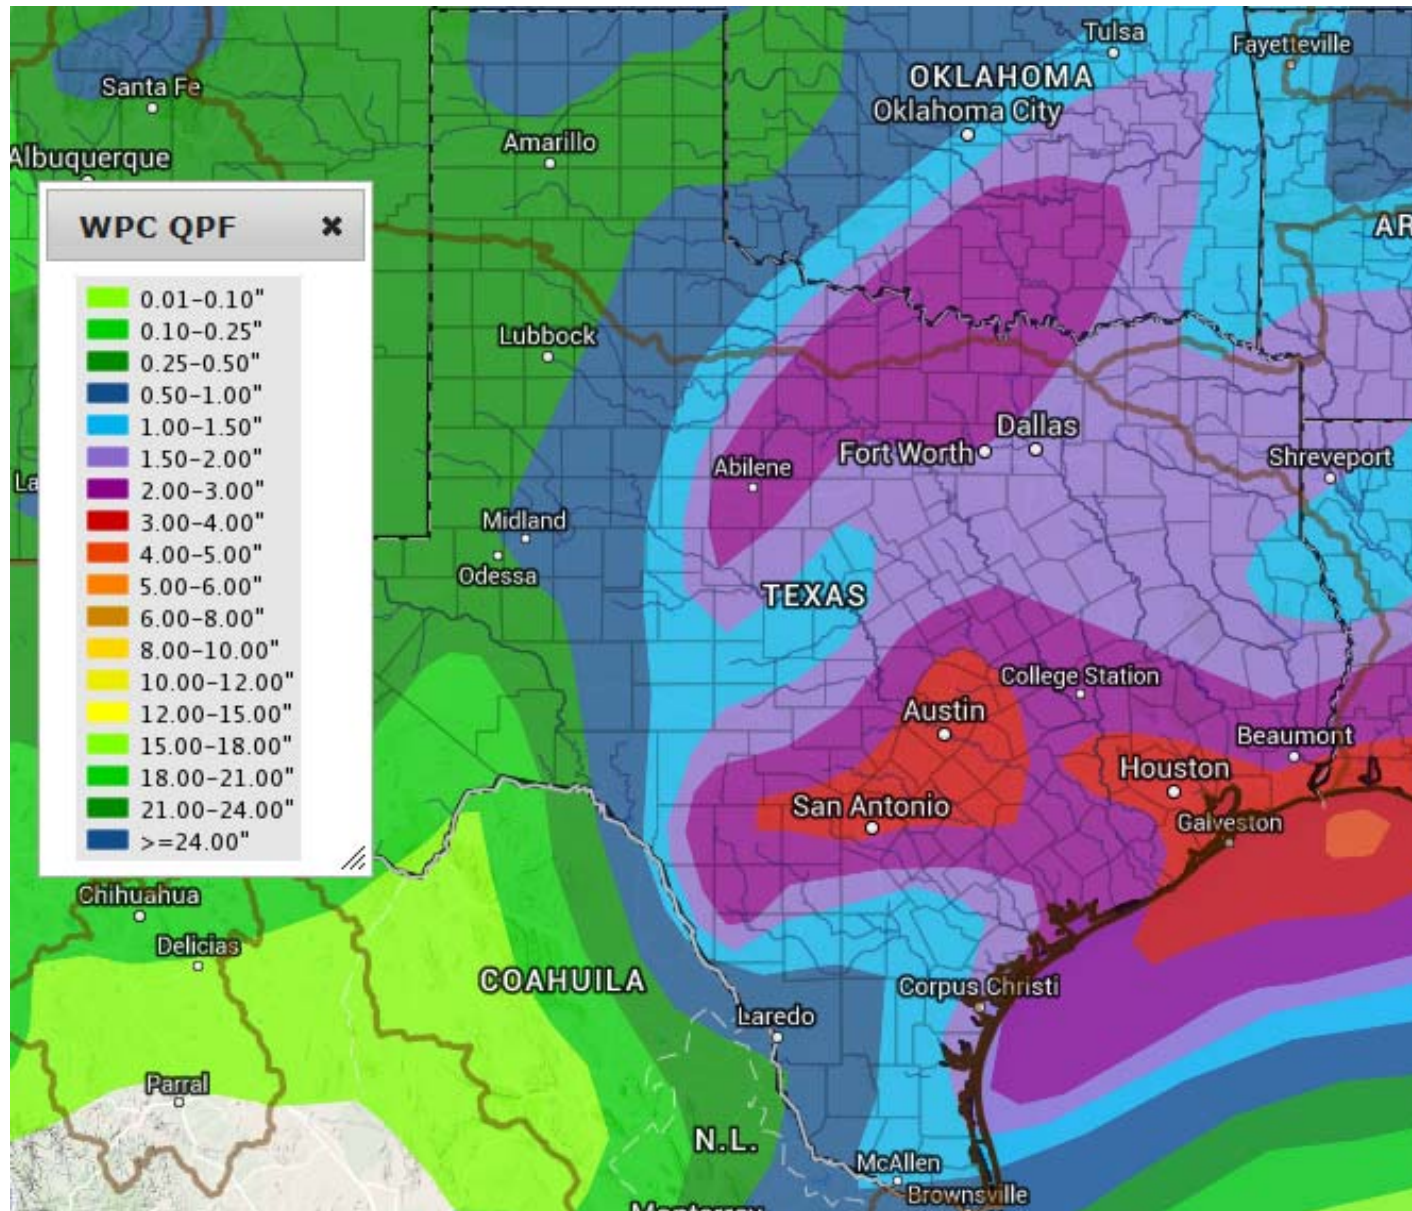 Tulsa
Fayetteville
OKLAHOMA
Santa Fe
Oklahoma City
Amarillo
Albuquerque
AR
WPC QPF ✖
0.01-0.10"
0.10-0.25"
0.25-0.50"
0.50-1.00"
1.00-1.50"
1.50-2.00"
2.00-3.00"
3.00-4.00"
4.00-5.00"
5.00-6.00"
6.00-8.00"
8.00-10.00"
10.00-12.00"
12.00-15.00"
15.00-18.00"
18.00-21.00"
21.00-24.00"
>=24.00"
Lubbock
Dallas
Fort Worth
Abilene
Shreveport
La
Midland
Odessa
TEXAS
College Station
Austin
Beaumont
Houston
San Antonio
Galveston
Chihuahua
Delicias
COAHUILA
Corpus Christi
Laredo
Parral
N.L.
McAllen
Brownsville
Monterrey